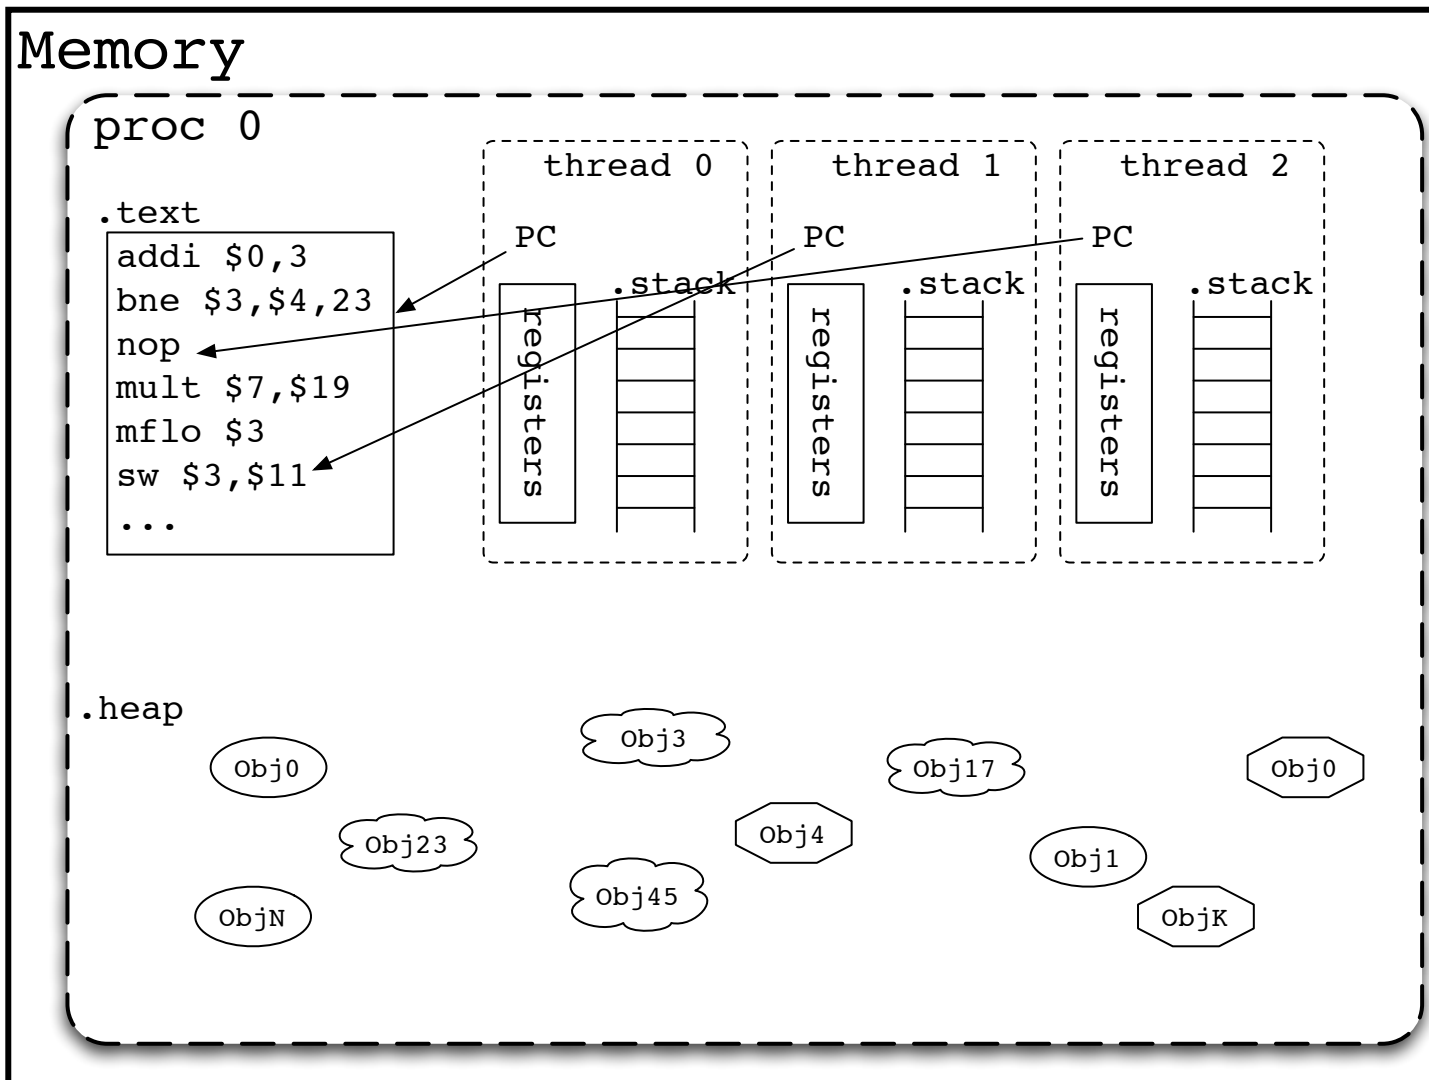 Memory
proc 0
thread 0
thread 1
thread 2
.text
addi $0,3
bne $3,$4,23
nop
mult $7,$19
mflo $3
sw $3,$11
...
PC
.stack
registers
PC
.stack
registers
PC
.stack
registers
.heap
Obj0
Obj3
Obj17
Obj0
Obj23
Obj4
Obj1
ObjN
Obj45
ObjK